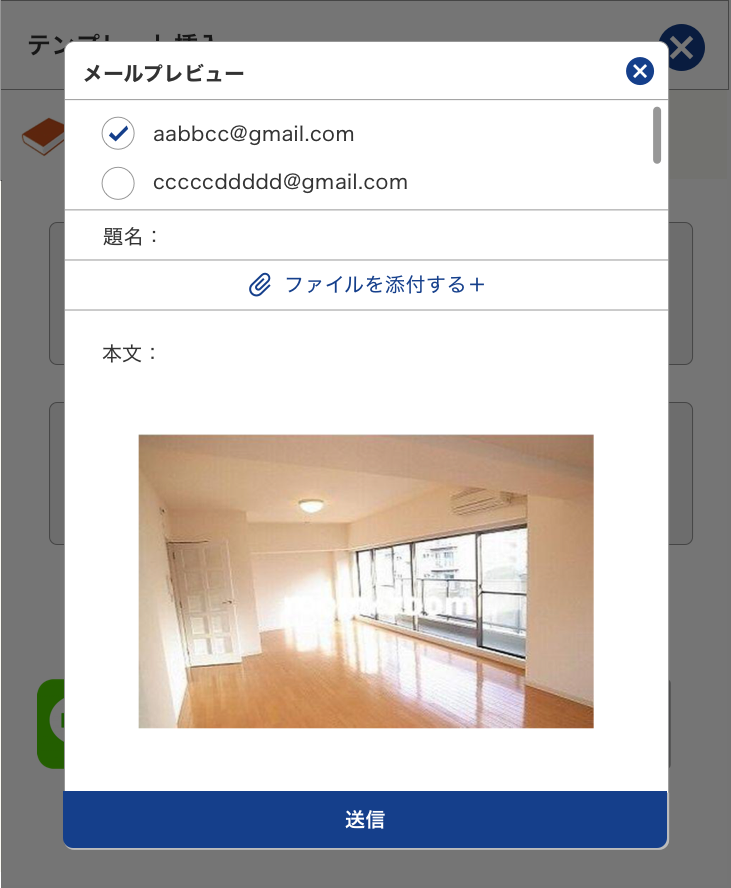 テンプレート挿入
メールプレビュー
aabbcc@gmail.com
cccccddddd@gmail.com
題名：
ファイルを添付する＋
本文：
送信